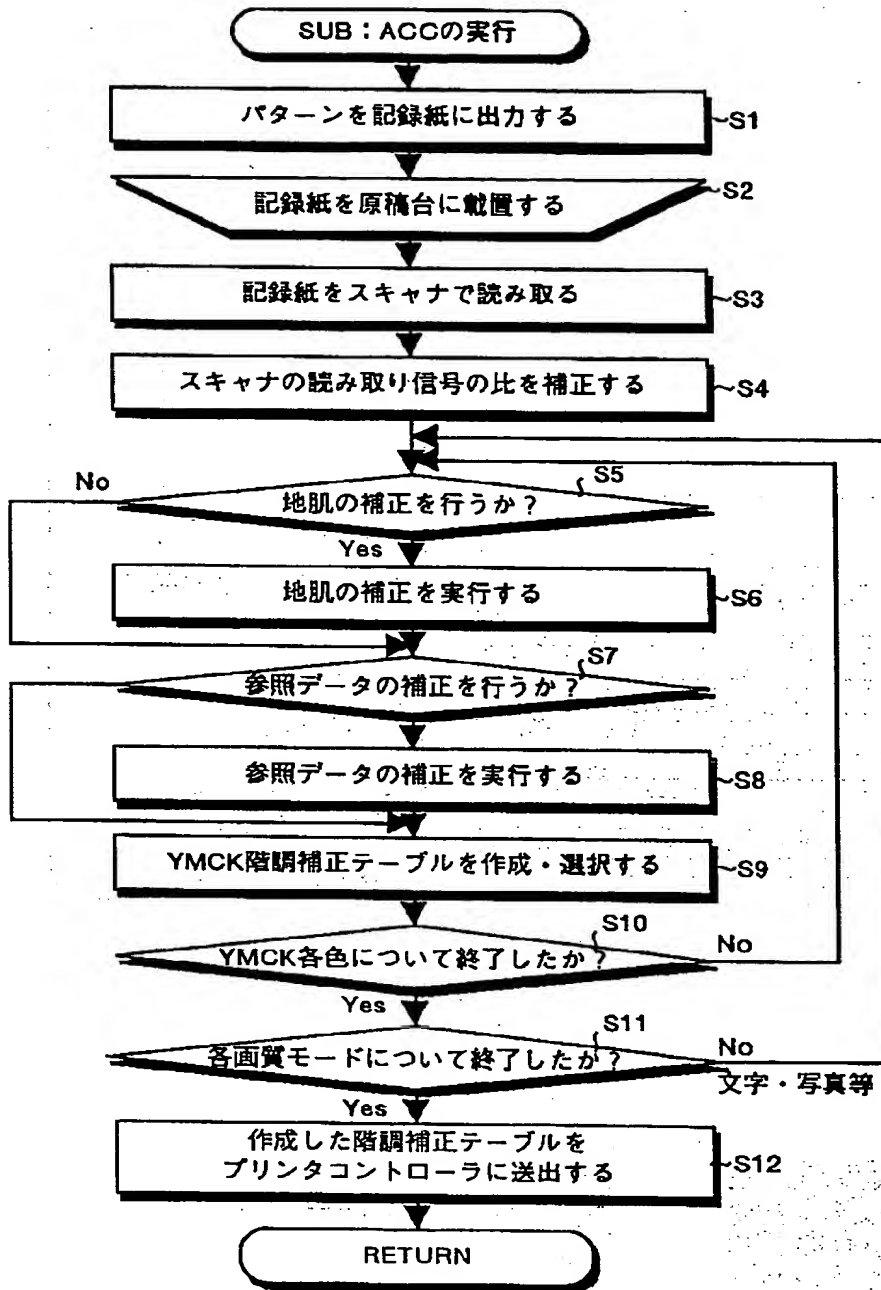 SUB：ACCの実行
パターンを記録紙に出力する
S1
記録紙を原稿台に載置する
S2
記録紙をスキャナで読み取る
S3
スキャナの読み取り信号の比を補正する
S4
S5
No
地肌の補正を行うか？
Yes
地肌の補正を実行する
S6
S7
参照データの補正を行うか？
参照データの補正を実行する
S8
YMCK階調補正テーブルを作成・選択する
S9
S10
YMCK各色について終了したか？
No
Yes
S11
各画質モードについて終了したか？
No
文字・写真等
Yes
作成した階調補正テーブルを
プリンタコントローラに送出する
S12
RETURN